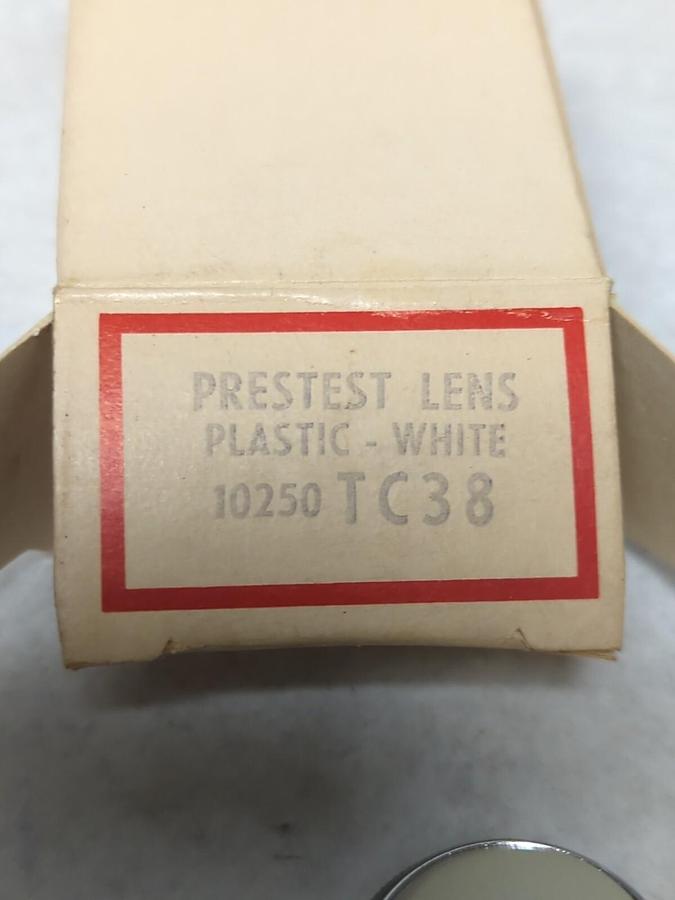 PRESTEST LENS
PLASTIC - WHITE
10250 TC38